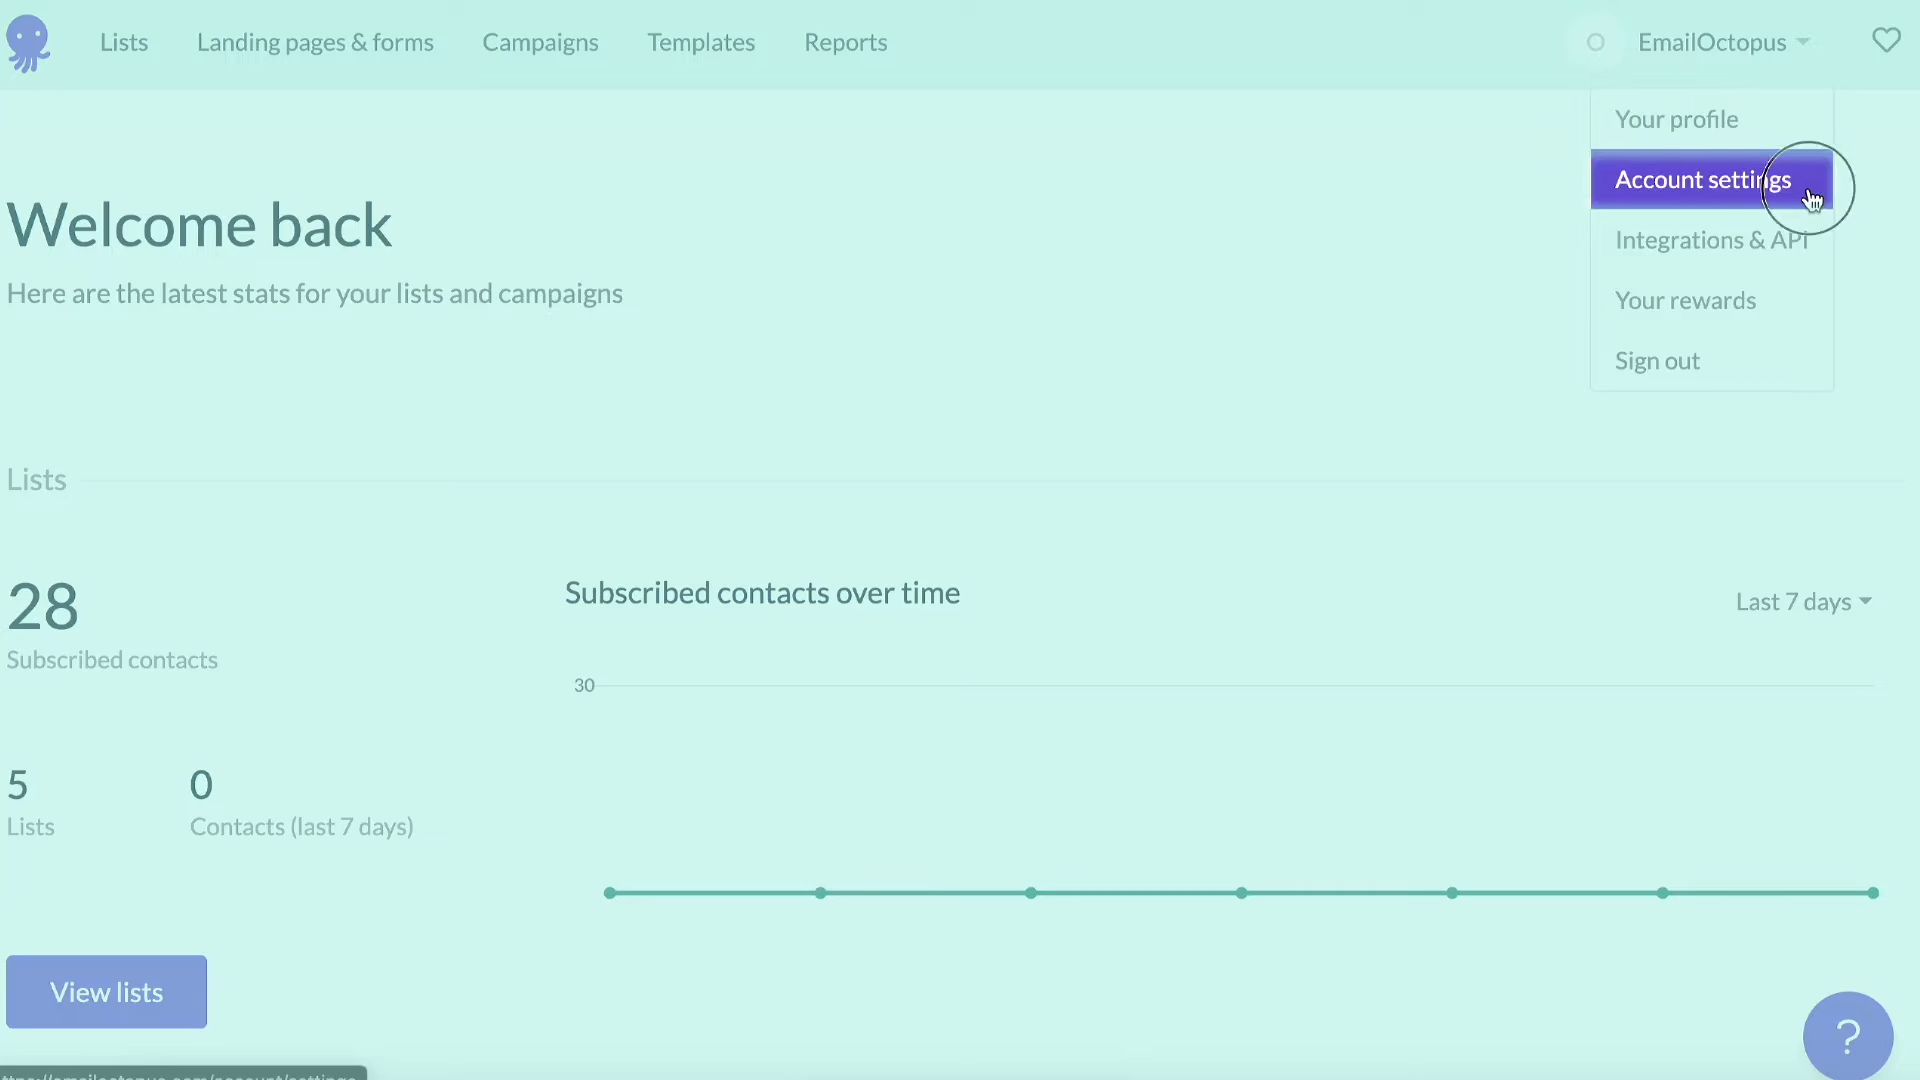 Lists Landing pages & forms Campaigns Templates Reports O EmailOctopus
Your profile
Account settings
Integrations & API
Your rewards
Sign out
Welcome back
Here are the latest stats for your lists and campaigns
Lists
28
Subscribed contacts
5
Lists
0
Contacts (last 7 days)
View lists
Subscribed contacts over time
Last 7 days
30
?